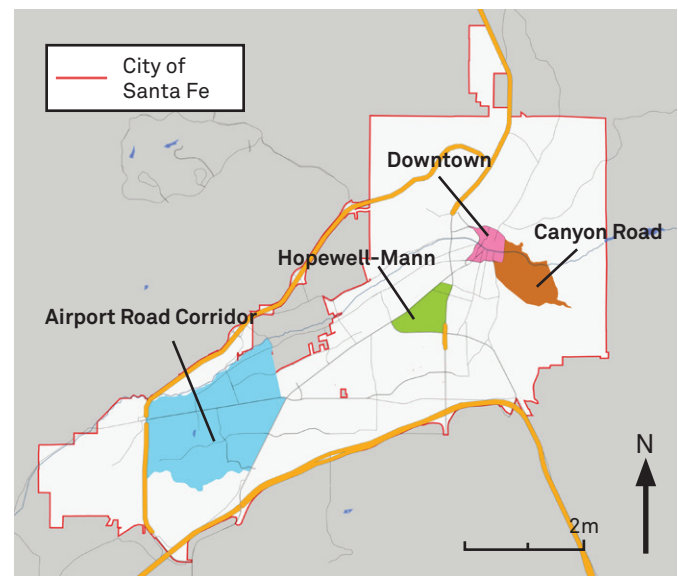 City of
Santa Fe
Downtown
Canyon Road
Hopewell-Mann
Airport Road Corridor
N
2m